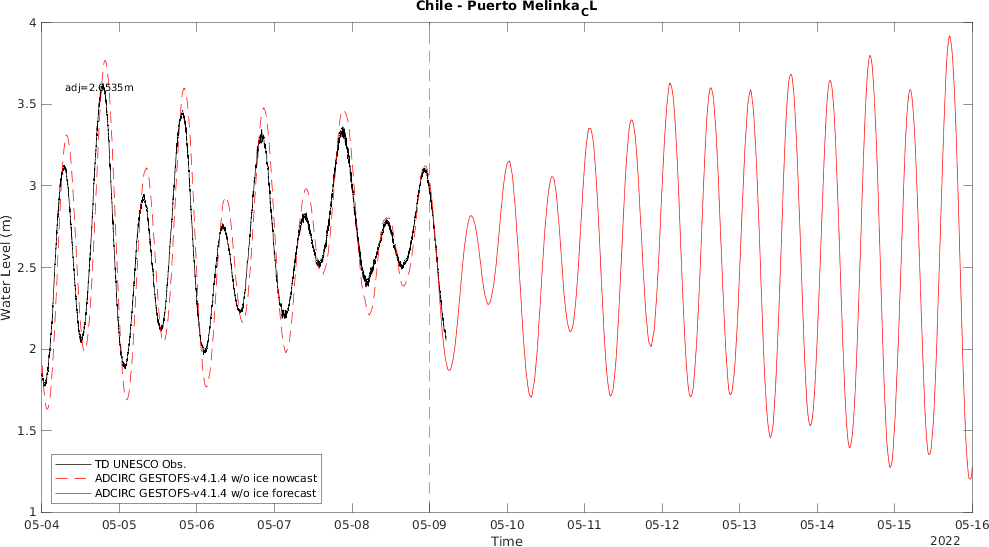 Chile - Puerto Melinka_CL
4
3.5
3
2.5
2
1.5
1
Water Level (m)
adj=2.6535m
TD UNESCO Obs.
ADCIRC GESTOFS-v4.1.4 w/o ice nowcast
ADCIRC GESTOFS-v4.1.4 w/o ice forecast
05-04 05-05 05-06 05-07 05-08 05-09 05-10 05-11 05-12 05-13 05-14 05-15 05-16
Time
2022